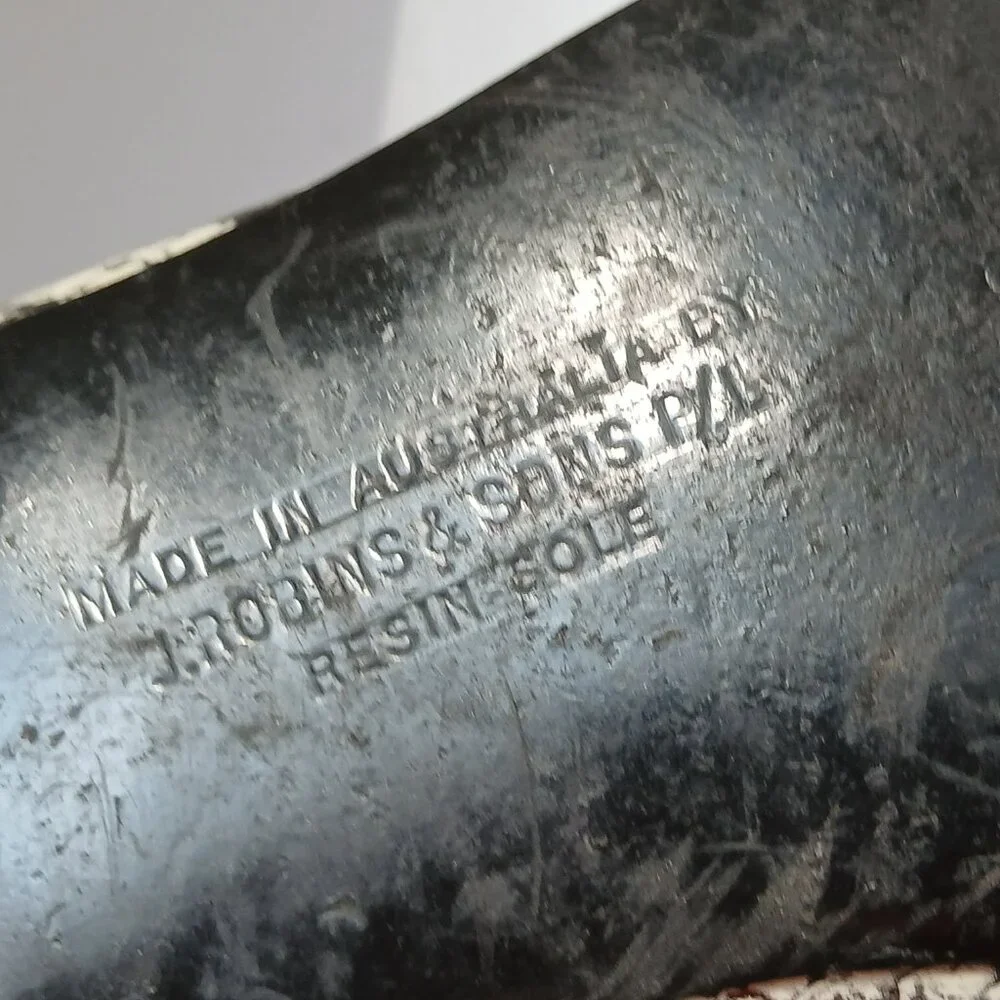 MADE IN AUSTRALIA BY
J.ROBINS & SONS P/L
RESIN SOLE